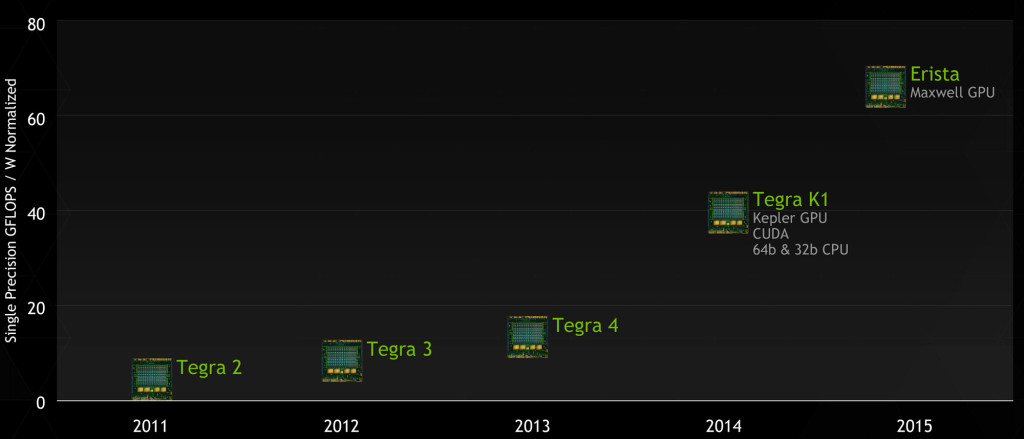 80
60
40
20
0
Single Precision GFLOPS / W Normalized
Erista
Maxwell GPU
Tegra K1
Kepler GPU
CUDA
64b & 32b CPU
Tegra 4
Tegra 3
Tegra 2
2011
2012
2013
2014
2015